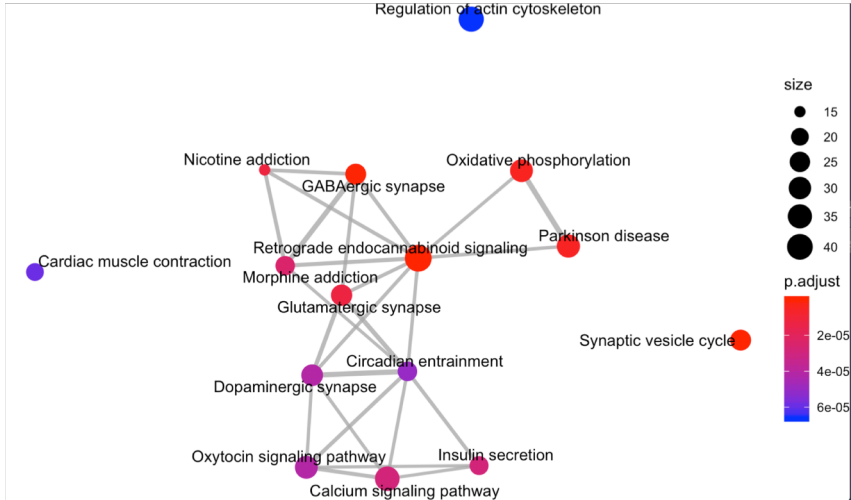 Regulation of actin cytoskeleton
size
15
20
25
30
35
40
Nicotine addiction
GABAergic synapse
Oxidative phosphorylation
Parkinson disease
Retrograde endocannabinoid signaling
Cardiac muscle contraction
Morphine addiction
Glutamatergic synapse
p.adjust
2e-05
4e-05
6e-05
Synaptic vesicle cycle
Circadian entrainment
Dopaminergic synapse
Oxytocin signaling pathway
Insulin secretion
Calcium signaling pathway